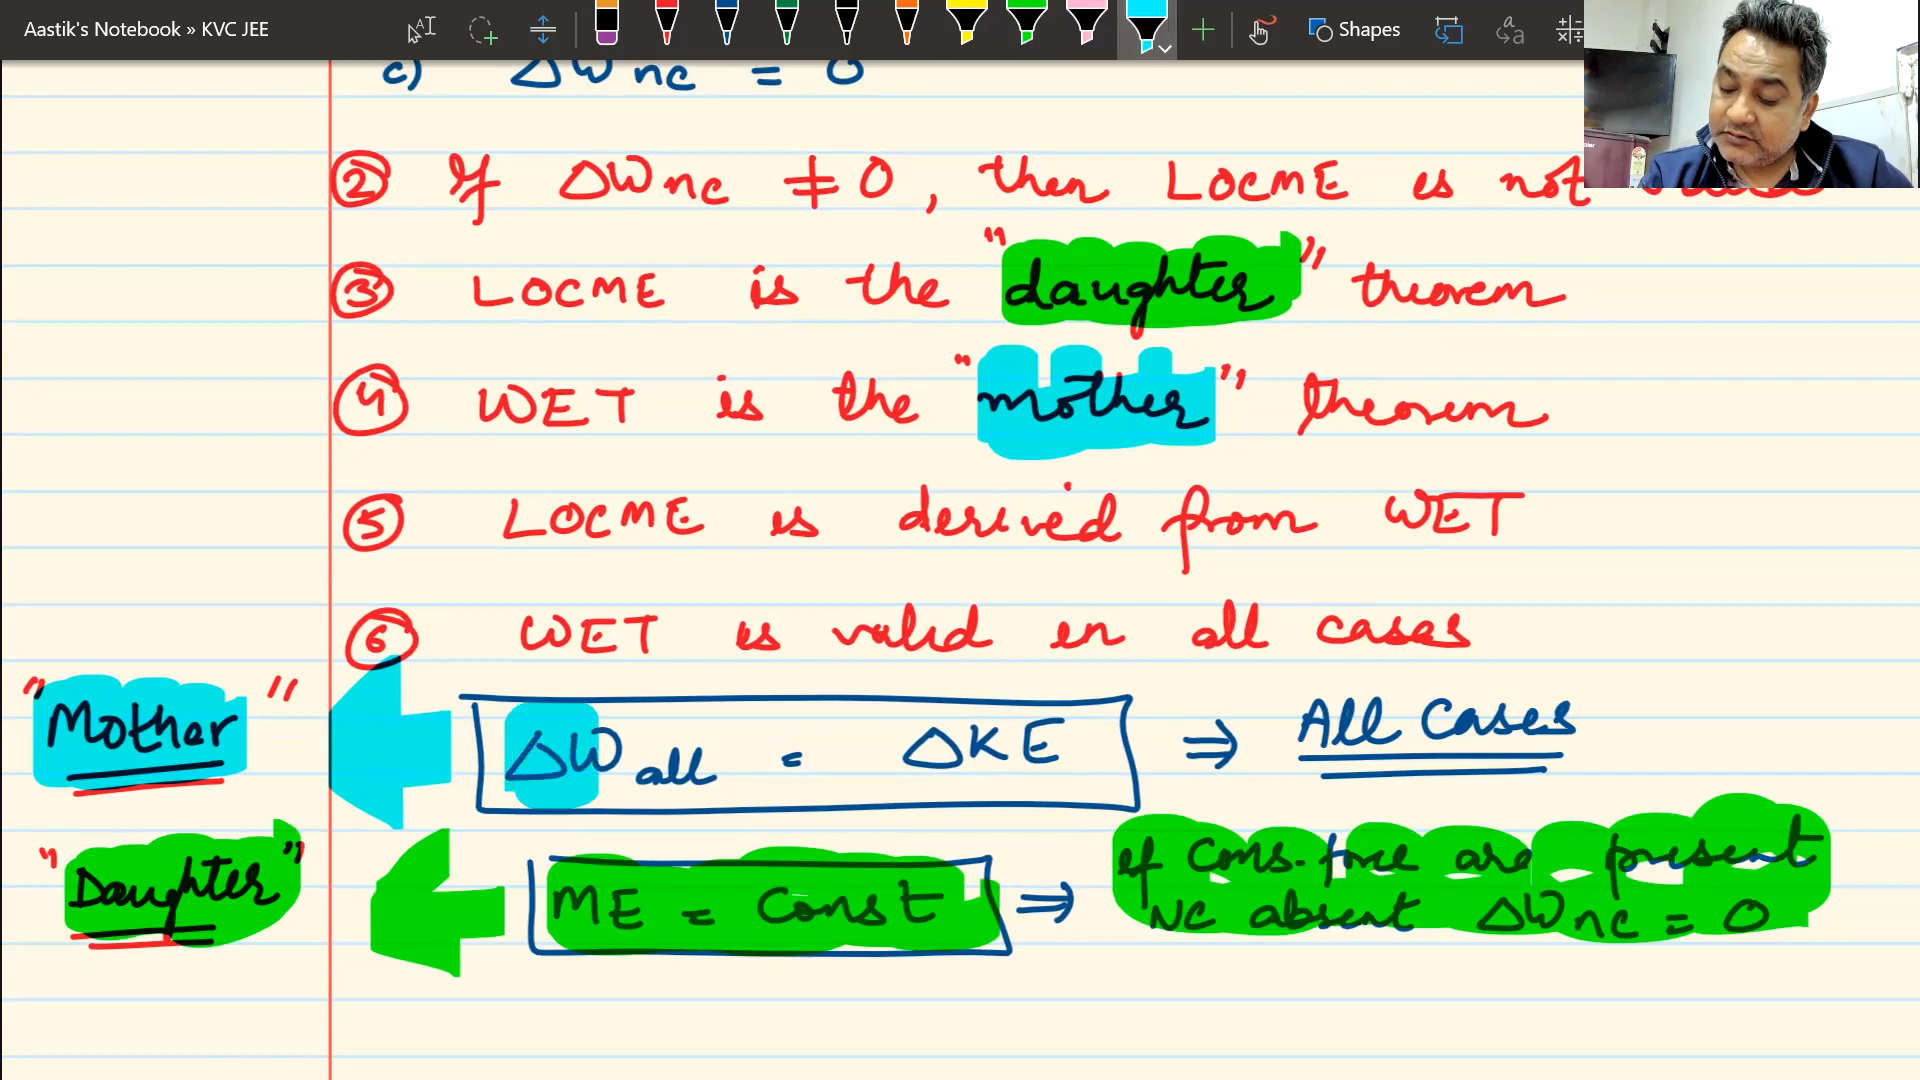 Aastik's Notebook » KVC JEE
Shapes
c) ΔWnc = 0
② If ΔWnc ≠ 0, then LOCME is not
③ LOCME is the "daughter" theorem
④ WET is the "mother" theorem
⑤ LOCME is derived from WET
⑥ WET is valid in all cases
"Mother" ΔW all = ΔKE ⇒ All Cases
"Daughter" ME = Const ⇒ if Cons. force are present
NC absent ΔWnc = 0